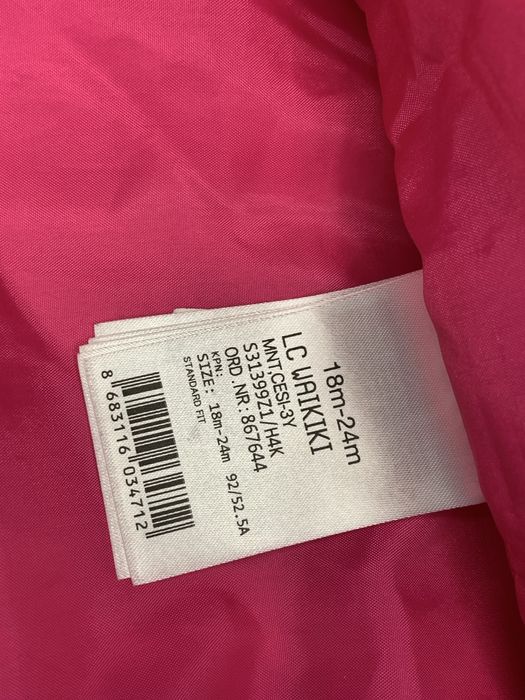 18m-24m
LC WAIKIKI
MNT.CESI-3Y
S31399Z1/H4K
ORD .NR:867644
KPN:
SIZE: 18m-24m 92/52.5A
STANDARD FIT
8 683116 034712